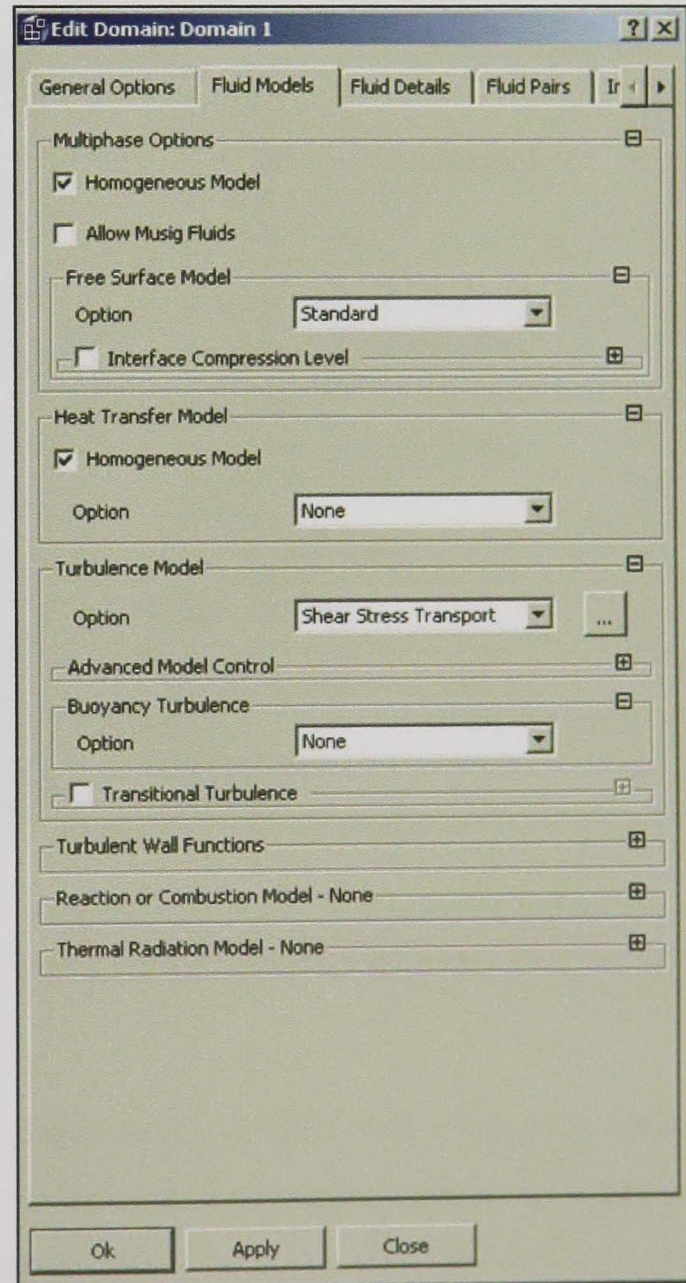 Edit Domain: Domain 1
General Options Fluid Models Fluid Details Fluid Pairs
Multiphase Options
Homogeneous Model
Allow Musig Fluids
Free Surface Model
Option Standard
Interface Compression Level
Heat Transfer Model
Homogeneous Model
Option None
Turbulence Model
Option Shear Stress Transport ...
Advanced Model Control
Buoyancy Turbulence
Option None
Transitional Turbulence
Turbulent Wall Functions
Reaction or Combustion Model - None
Thermal Radiation Model - None
Ok Apply Close